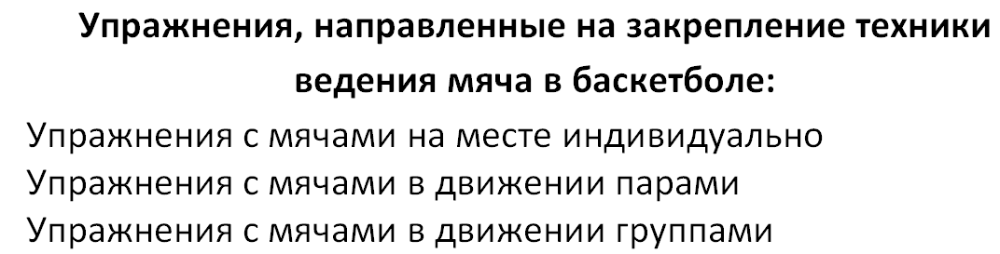 Упражнения, направленные на закрепление техники
ведения мяча в баскетболе:
Упражнения с мячами на месте индивидуально
Упражнения с мячами в движении парами
Упражнения с мячами в движении группами